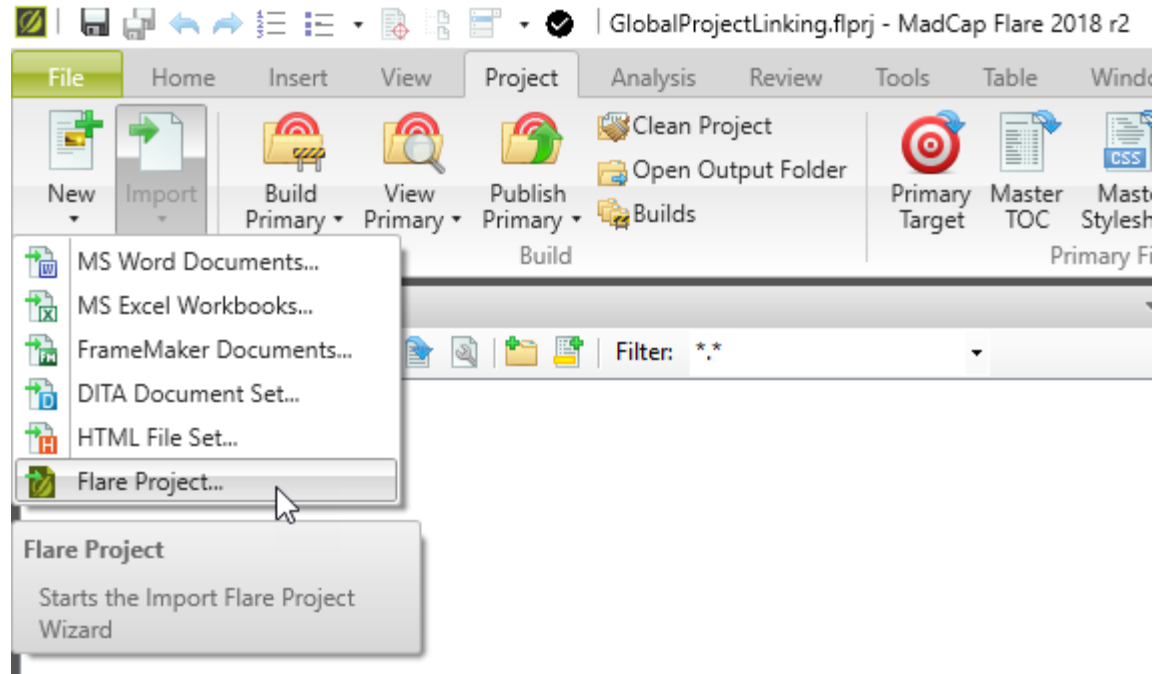 GlobalProjectLinking.flprj - MadCap Flare 2018 r2
File Home Insert View Project Analysis Review Tools Table
New
Import
Build Primary
View Primary
Publish Primary
Clean Project
Open Output Folder
Builds
Primary Target
Master TOC
CSS
Build
MS Word Documents...
MS Excel Workbooks...
FrameMaker Documents...
DITA Document Set...
HTML File Set...
Flare Project...
Filter: *.*
Flare Project
Starts the Import Flare Project
Wizard